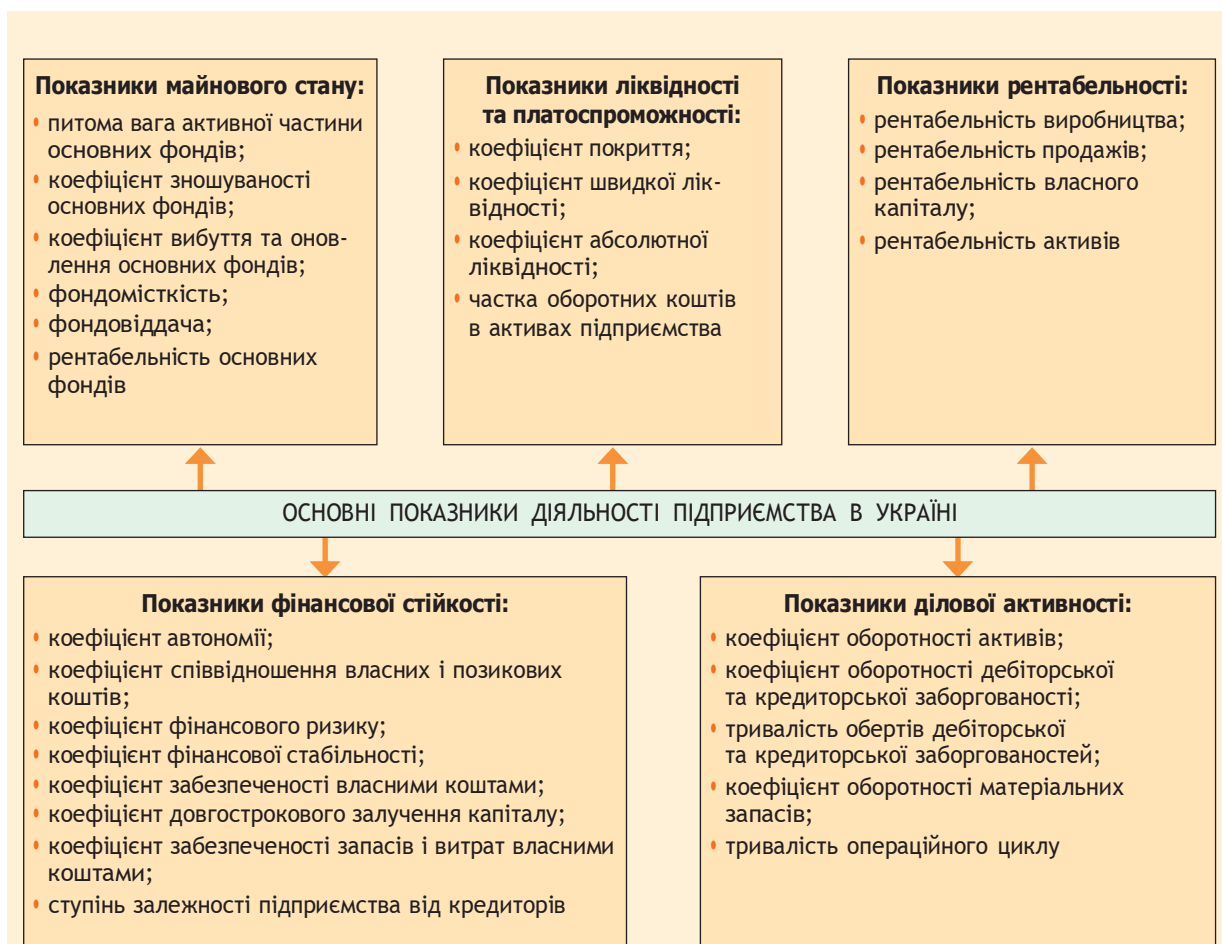 Показники майнового стану:
• питома вага активної частини
основних фондів;
• коефіцієнт зношуваності
основних фондів;
• коефіцієнт вибуття та онов-
лення основних фондів;
• фондомісткість;
• фондовіддача;
• рентабельність основних
фондів
Показники ліквідності
та платоспроможності:
• коефіцієнт покриття;
• коефіцієнт швидкої лік-
відності;
• коефіцієнт абсолютної
ліквідності;
• частка оборотних коштів
в активах підприємства
Показники рентабельності:
• рентабельність виробництва;
• рентабельність продажів;
• рентабельність власного
капіталу;
• рентабельність активів
ОСНОВНІ ПОКАЗНИКИ ДІЯЛЬНОСТІ ПІДПРИЄМСТВА В УКРАЇНІ
Показники фінансової стійкості:
• коефіцієнт автономії;
• коефіцієнт співвідношення власних і позикових
коштів;
• коефіцієнт фінансового ризику;
• коефіцієнт фінансової стабільності;
• коефіцієнт забезпеченості власними коштами;
• коефіцієнт довгострокового залучення капіталу;
• коефіцієнт забезпеченості запасів і витрат власними
коштами;
• ступінь залежності підприємства від кредиторів
Показники ділової активності:
• коефіцієнт оборотності активів;
• коефіцієнт оборотності дебіторської
та кредиторської заборгованості;
• тривалість обертів дебіторської
та кредиторської заборгованостей;
• коефіцієнт оборотності матеріальних
запасів;
• тривалість операційного циклу